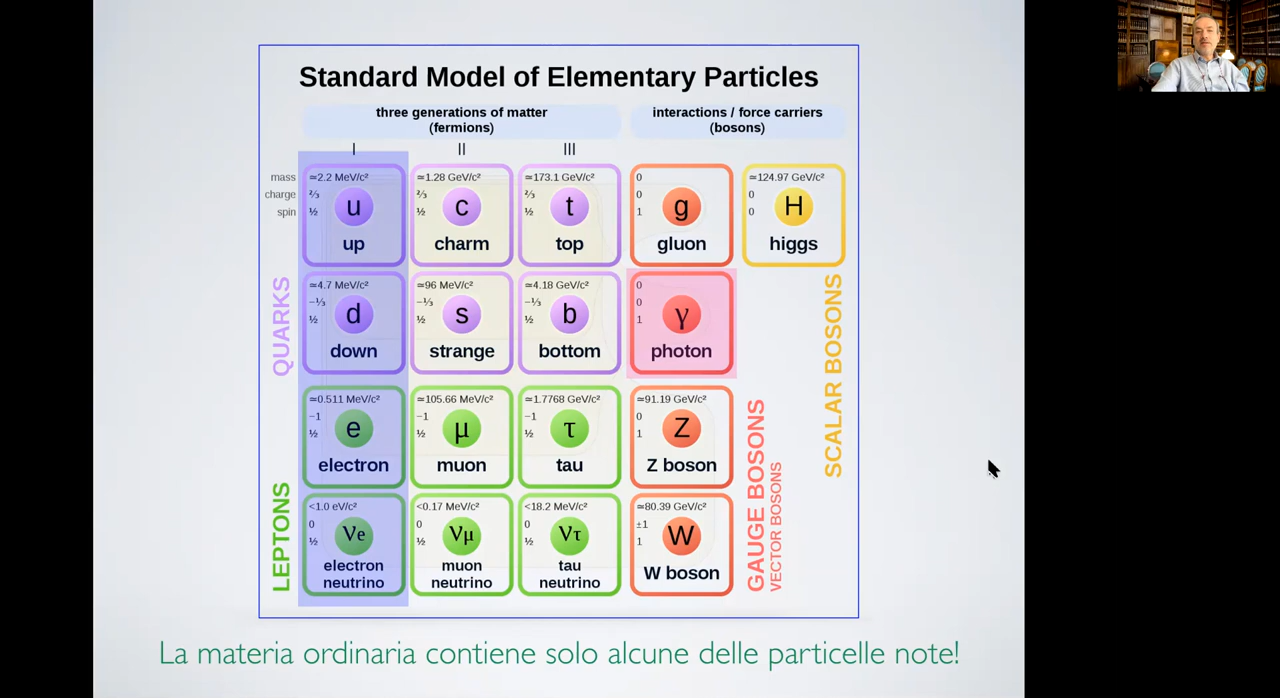 Standard Model of Elementary Particles
three generations of matter
(fermions)
interactions / force carriers
(bosons)
I II III
mass
charge
spin
≃2.2 MeV/c²
⅔
½
u
up
≃1.28 GeV/c²
⅔
½
c
charm
≃173.1 GeV/c²
⅔
½
t
top
0
0
1
g
gluon
≃124.97 GeV/c²
0
0
H
higgs
QUARKS
≃4.7 MeV/c²
−⅓
½
d
down
≃96 MeV/c²
−⅓
½
s
strange
≃4.18 GeV/c²
−⅓
½
b
bottom
0
0
1
γ
photon
SCALAR BOSONS
LEPTONS
≃0.511 MeV/c²
−1
½
e
electron
≃105.66 MeV/c²
−1
½
μ
muon
≃1.7768 GeV/c²
−1
½
τ
tau
≃91.19 GeV/c²
0
1
Z
Z boson
GAUGE BOSONS
VECTOR BOSONS
<1.0 eV/c²
0
½
νe
electron
neutrino
<0.17 MeV/c²
0
½
νμ
muon
neutrino
<18.2 MeV/c²
0
½
ντ
tau
neutrino
≃80.39 GeV/c²
±1
1
W
W boson
La materia ordinaria contiene solo alcune delle particelle note!